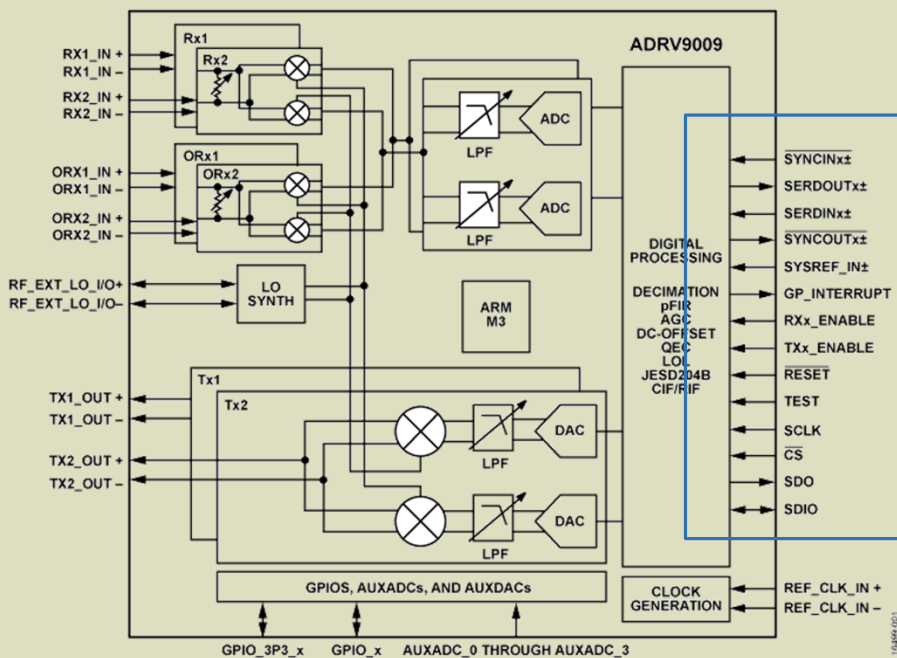 ADRV9009
Rx1
Rx2
RX1_IN +
RX1_IN –
RX2_IN +
RX2_IN –
ADC
LPF
ORx1
ORx2
ORX1_IN +
ORX1_IN –
ORX2_IN +
ORX2_IN –
ADC
LPF
RF_EXT_LO_I/O+
RF_EXT_LO_I/O–
LO
SYNTH
ARM
M3
DIGITAL
PROCESSING
DECIMATION
pFIR
AGC
DC-OFFSET
QEC
LOL
JESD204B
CIF/RIF
SYNCINx±
SERDOUTx±
SERDINx±
SYNCOUTx±
SYSREF_IN±
GP_INTERRUPT
RXx_ENABLE
TXx_ENABLE
RESET
TEST
SCLK
CS
SDO
SDIO
Tx1
Tx2
TX1_OUT +
TX1_OUT –
TX2_OUT +
TX2_OUT –
DAC
LPF
DAC
LPF
GPIOS, AUXADCs, AND AUXDACs
CLOCK
GENERATION
REF_CLK_IN +
REF_CLK_IN –
GPIO_3P3_x
GPIO_x
AUXADC_0 THROUGH AUXADC_3
16499-001